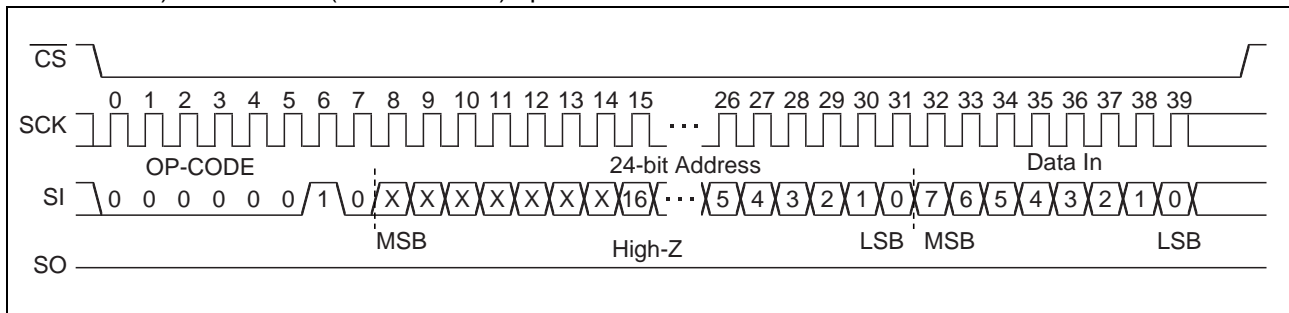 CS
0 1 2 3 4 5 6 7 8 9 10 11 12 13 14 15 26 27 28 29 30 31 32 33 34 35 36 37 38 39
SCK ···
OP-CODE 24-bit Address Data In
SI 0 0 0 0 0 0 1 0 X X X X X X X 16 ··· 5 4 3 2 1 0 7 6 5 4 3 2 1 0
MSB High-Z LSB MSB LSB
SO